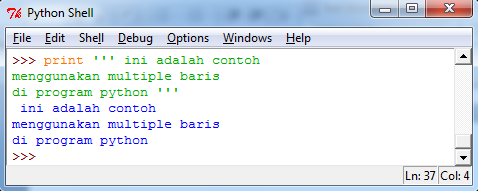 Python Shell
File Edit Shell Debug Options Windows Help
>>> print ''' ini adalah contoh
menggunakan multiple baris
di program python '''
 ini adalah contoh
menggunakan multiple baris
di program python
>>>
Ln: 37 Col: 4